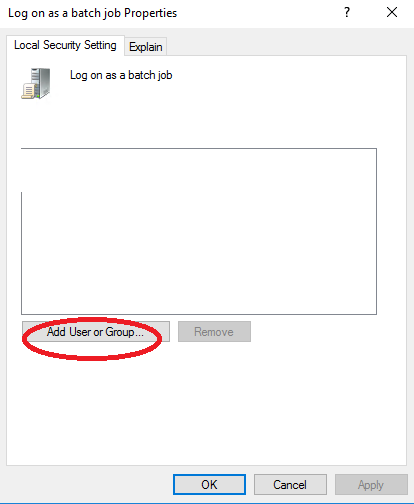 Log on as a batch job Properties ? ×
Local Security Setting Explain
Log on as a batch job
Add User or Group... Remove
OK Cancel Apply